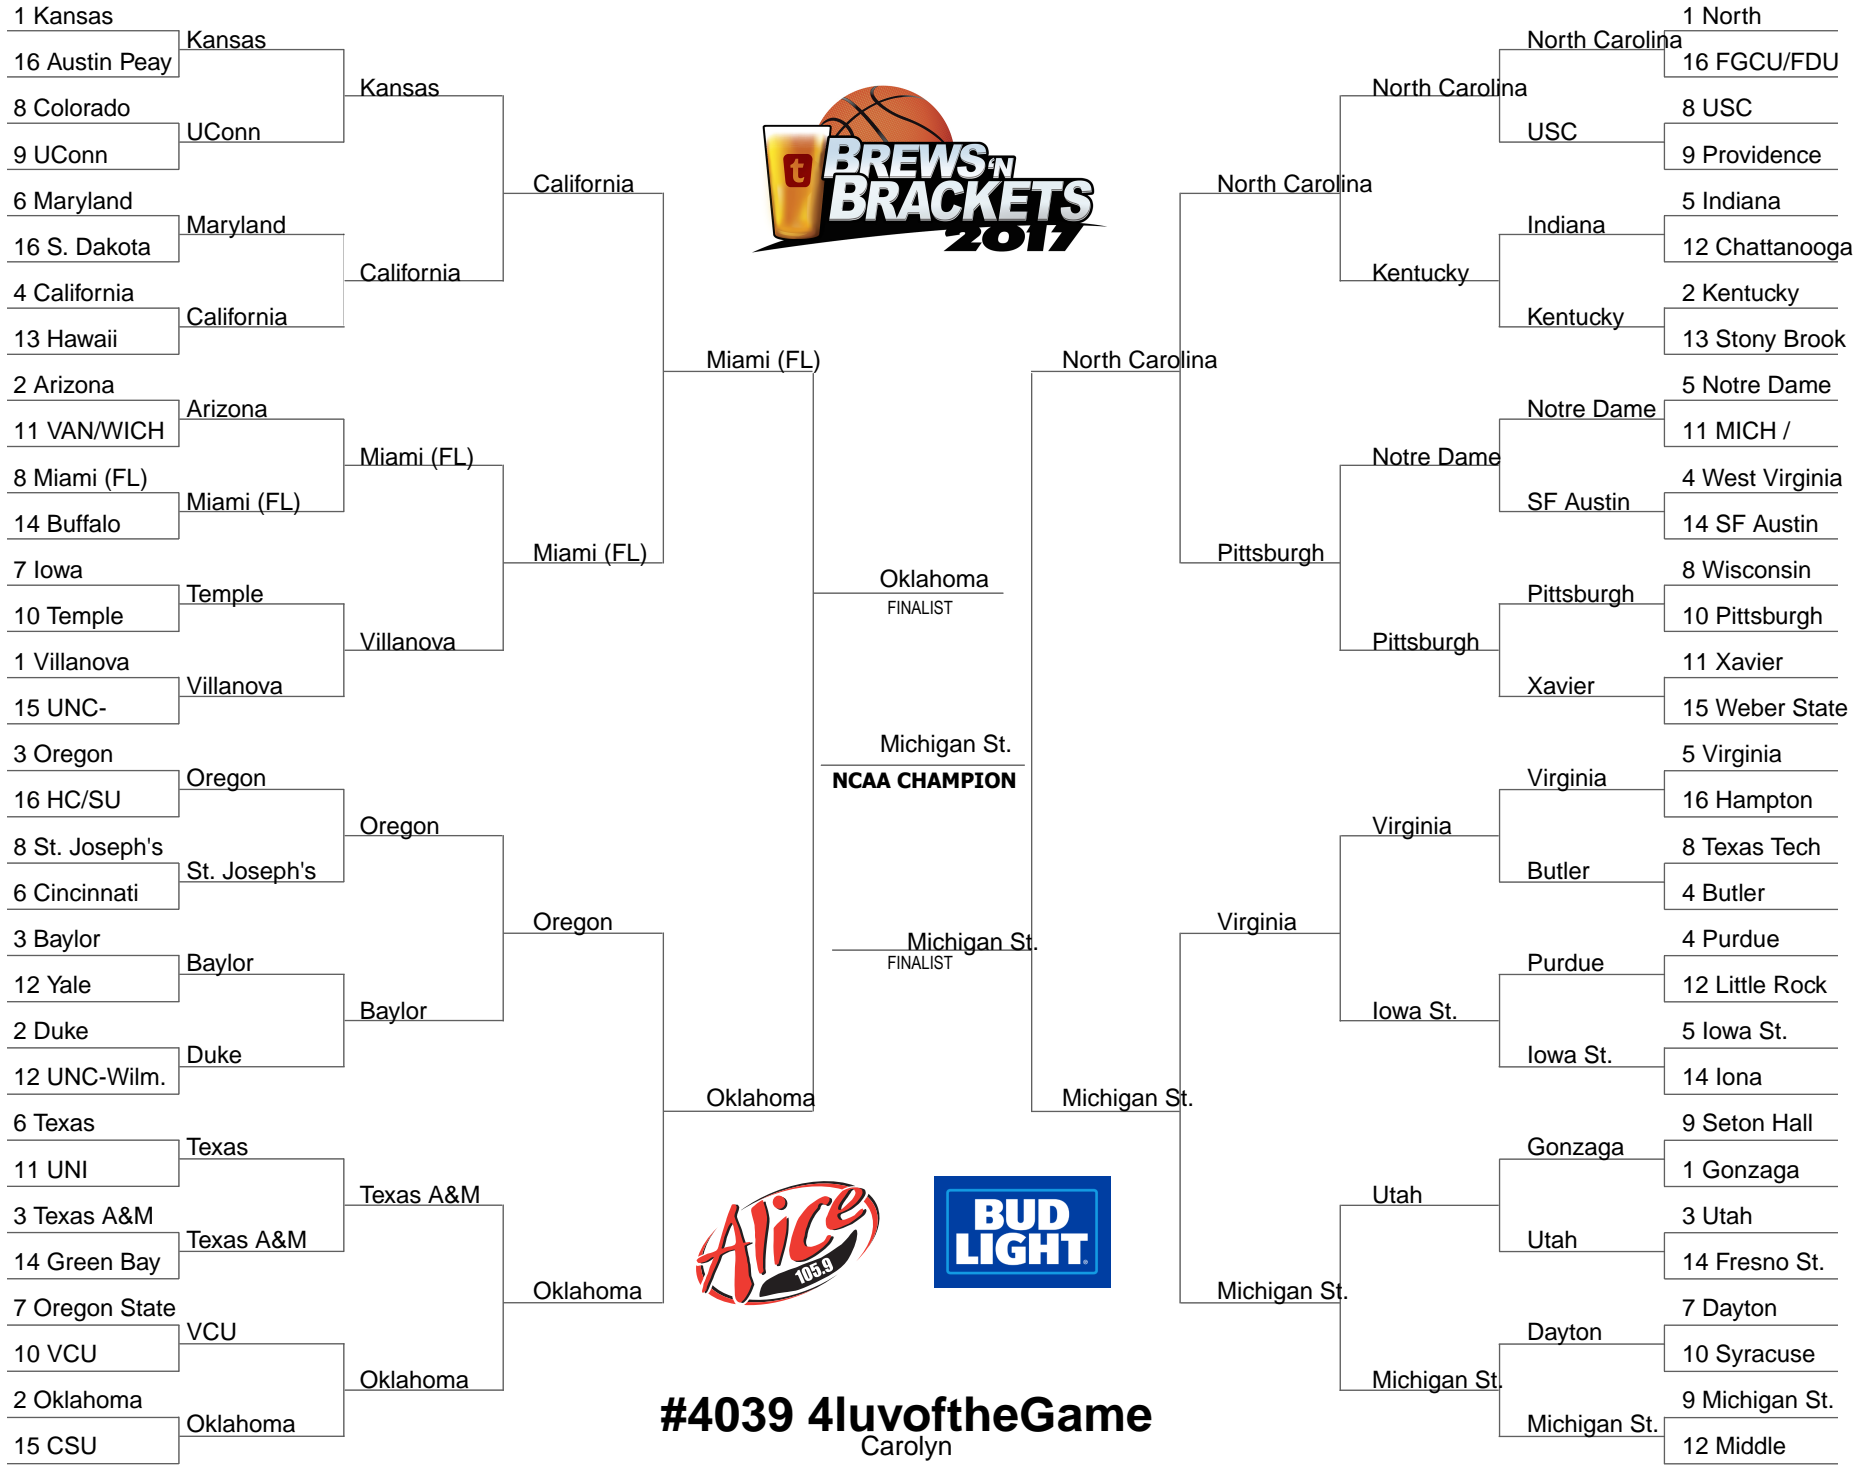 1 Kansas
16 Austin Peay
8 Colorado
9 UConn
6 Maryland
16 S. Dakota
4 California
13 Hawaii
2 Arizona
11 VAN/WICH
8 Miami (FL)
14 Buffalo
7 Iowa
10 Temple
1 Villanova
15 UNC-
3 Oregon
16 HC/SU
8 St. Joseph's
6 Cincinnati
3 Baylor
12 Yale
2 Duke
12 UNC-Wilm.
6 Texas
11 UNI
3 Texas A&M
14 Green Bay
7 Oregon State
10 VCU
2 Oklahoma
15 CSU
Kansas
UConn
Maryland
California
Arizona
Miami (FL)
Temple
Villanova
Oregon
St. Joseph's
Baylor
Duke
Texas
Texas A&M
VCU
Oklahoma
Kansas
California
Miami (FL)
Villanova
Oregon
Baylor
Texas A&M
Oklahoma
California
Miami (FL)
Oregon
Oklahoma
Miami (FL)
Oklahoma
t
BREWS 'N
BRACKETS
2017
Oklahoma
FINALIST
Michigan St.
NCAA CHAMPION
Michigan St.
FINALIST
Alice
105.9
BUD
LIGHT
#4039 4luvoftheGame
Carolyn
North Carolina
Michigan St.
North Carolina
Pittsburgh
Virginia
Michigan St.
North Carolina
Kentucky
Notre Dame
Pittsburgh
Virginia
Iowa St.
Utah
Michigan St.
North Carolina
USC
Indiana
Kentucky
Notre Dame
SF Austin
Pittsburgh
Xavier
Virginia
Butler
Purdue
Iowa St.
Gonzaga
Utah
Dayton
Michigan St.
1 North
16 FGCU/FDU
8 USC
9 Providence
5 Indiana
12 Chattanooga
2 Kentucky
13 Stony Brook
5 Notre Dame
11 MICH /
4 West Virginia
14 SF Austin
8 Wisconsin
10 Pittsburgh
11 Xavier
15 Weber State
5 Virginia
16 Hampton
8 Texas Tech
4 Butler
4 Purdue
12 Little Rock
5 Iowa St.
14 Iona
9 Seton Hall
1 Gonzaga
3 Utah
14 Fresno St.
7 Dayton
10 Syracuse
9 Michigan St.
12 Middle